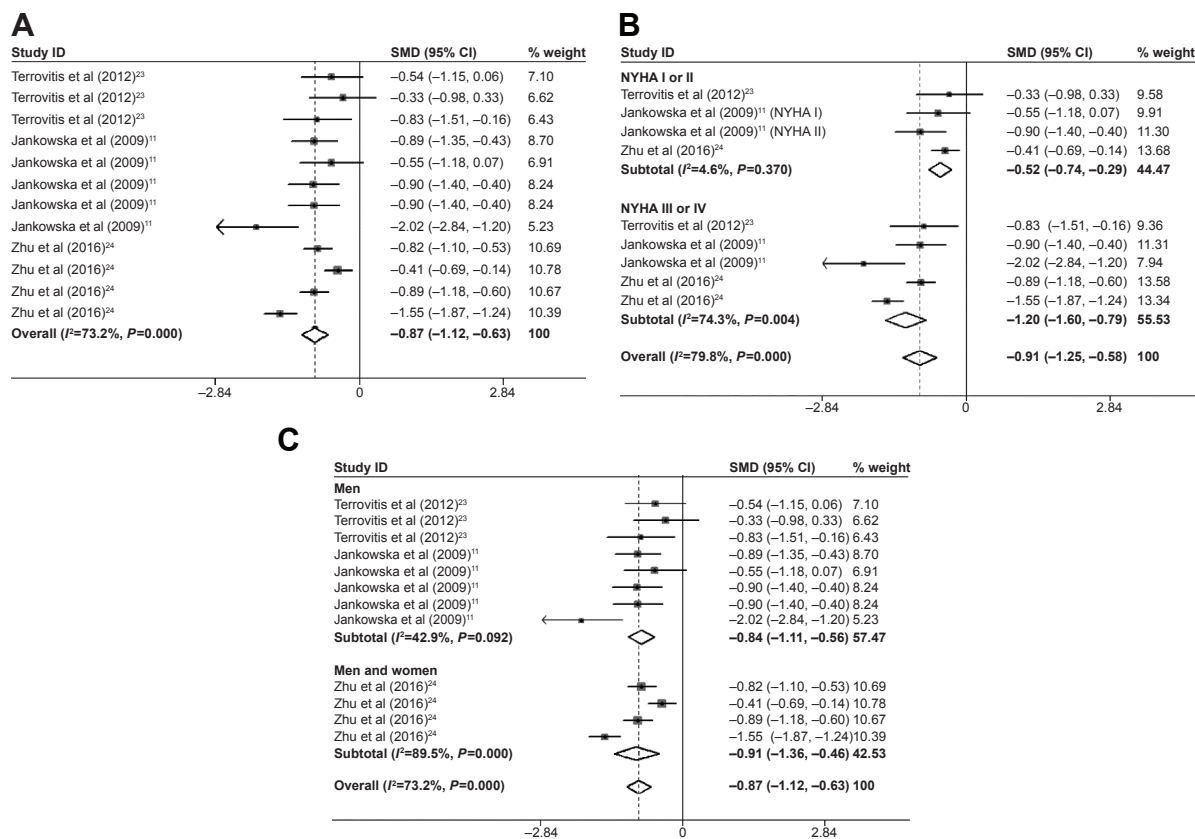 A
Study ID SMD (95% CI) % weight
Terrovitis et al (2012)²³ –0.54 (–1.15, 0.06) 7.10
Terrovitis et al (2012)²³ –0.33 (–0.98, 0.33) 6.62
Terrovitis et al (2012)²³ –0.83 (–1.51, –0.16) 6.43
Jankowska et al (2009)¹¹ –0.89 (–1.35, –0.43) 8.70
Jankowska et al (2009)¹¹ –0.55 (–1.18, 0.07) 6.91
Jankowska et al (2009)¹¹ –0.90 (–1.40, –0.40) 8.24
Jankowska et al (2009)¹¹ –0.90 (–1.40, –0.40) 8.24
Jankowska et al (2009)¹¹ –2.02 (–2.84, –1.20) 5.23
Zhu et al (2016)²⁴ –0.82 (–1.10, –0.53) 10.69
Zhu et al (2016)²⁴ –0.41 (–0.69, –0.14) 10.78
Zhu et al (2016)²⁴ –0.89 (–1.18, –0.60) 10.67
Zhu et al (2016)²⁴ –1.55 (–1.87, –1.24) 10.39
Overall (I²=73.2%, P=0.000) –0.87 (–1.12, –0.63) 100
–2.84 0 2.84
B
Study ID SMD (95% CI) % weight
NYHA I or II
Terrovitis et al (2012)²³ –0.33 (–0.98, 0.33) 9.58
Jankowska et al (2009)¹¹ (NYHA I) –0.55 (–1.18, 0.07) 9.91
Jankowska et al (2009)¹¹ (NYHA II) –0.90 (–1.40, –0.40) 11.30
Zhu et al (2016)²⁴ –0.41 (–0.69, –0.14) 13.68
Subtotal (I²=4.6%, P=0.370) –0.52 (–0.74, –0.29) 44.47
NYHA III or IV
Terrovitis et al (2012)²³ –0.83 (–1.51, –0.16) 9.36
Jankowska et al (2009)¹¹ –0.90 (–1.40, –0.40) 11.31
Jankowska et al (2009)¹¹ –2.02 (–2.84, –1.20) 7.94
Zhu et al (2016)²⁴ –0.89 (–1.18, –0.60) 13.58
Zhu et al (2016)²⁴ –1.55 (–1.87, –1.24) 13.34
Subtotal (I²=74.3%, P=0.004) –1.20 (–1.60, –0.79) 55.53
Overall (I²=79.8%, P=0.000) –0.91 (–1.25, –0.58) 100
–2.84 0 2.84
C
Study ID SMD (95% CI) % weight
Men
Terrovitis et al (2012)²³ –0.54 (–1.15, 0.06) 7.10
Terrovitis et al (2012)²³ –0.33 (–0.98, 0.33) 6.62
Terrovitis et al (2012)²³ –0.83 (–1.51, –0.16) 6.43
Jankowska et al (2009)¹¹ –0.89 (–1.35, –0.43) 8.70
Jankowska et al (2009)¹¹ –0.55 (–1.18, 0.07) 6.91
Jankowska et al (2009)¹¹ –0.90 (–1.40, –0.40) 8.24
Jankowska et al (2009)¹¹ –0.90 (–1.40, –0.40) 8.24
Jankowska et al (2009)¹¹ –2.02 (–2.84, –1.20) 5.23
Subtotal (I²=42.9%, P=0.092) –0.84 (–1.11, –0.56) 57.47
Men and women
Zhu et al (2016)²⁴ –0.82 (–1.10, –0.53) 10.69
Zhu et al (2016)²⁴ –0.41 (–0.69, –0.14) 10.78
Zhu et al (2016)²⁴ –0.89 (–1.18, –0.60) 10.67
Zhu et al (2016)²⁴ –1.55 (–1.87, –1.24) 10.39
Subtotal (I²=89.5%, P=0.000) –0.91 (–1.36, –0.46) 42.53
Overall (I²=73.2%, P=0.000) –0.87 (–1.12, –0.63) 100
–2.84 0 2.84